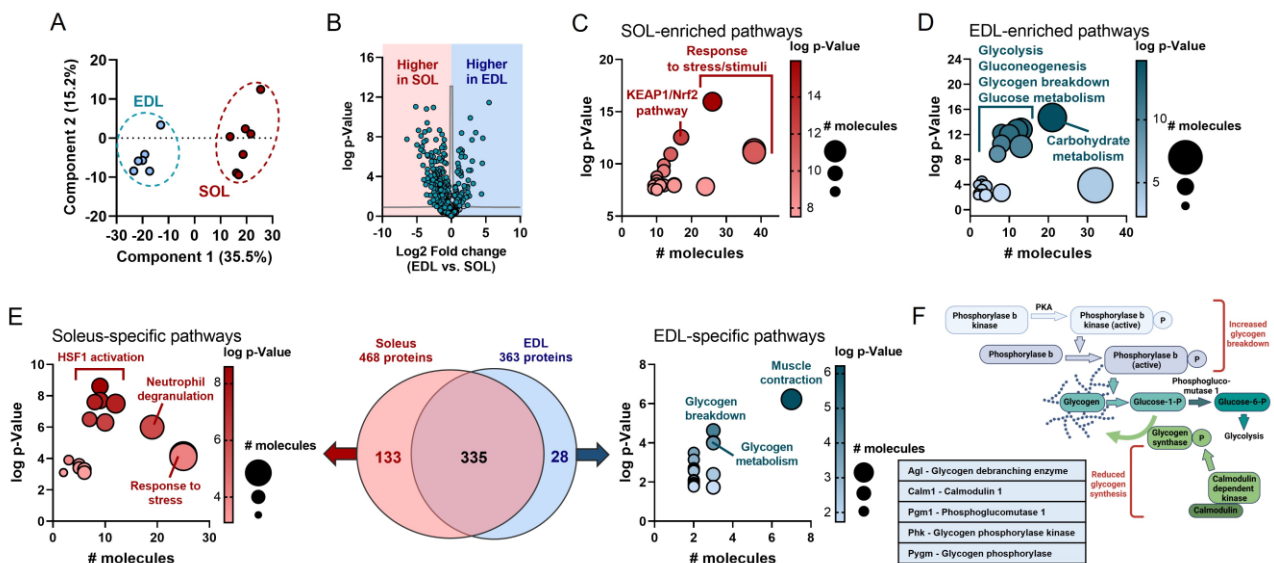 A
EDL
SOL
Component 2 (15.2%)
20
10
0
-10
-20
-30
-20
-10
0
10
20
30
Component 1 (35.5%)
B
Higher
in SOL
Higher
in EDL
log p-Value
16
12
8
4
0
-10
-5
0
5
10
Log2 Fold change
(EDL vs. SOL)
C
SOL-enriched pathways
Response
to stress/stimuli
KEAP1/Nrf2
pathway
log p-Value
20
15
10
5
0
10
20
30
40
# molecules
log p-Value
14
12
10
8
# molecules
D
EDL-enriched pathways
Glycolysis
Gluconeogenesis
Glycogen breakdown
Glucose metabolism
Carbohydrate
metabolism
log p-Value
24
20
16
12
8
4
0
0
10
20
30
# molecules
log p-Value
10
5
# molecules
E
Soleus-specific pathways
HSF1 activation
Neutrophil
degranulation
Response to
stress
log p-Value
10
8
6
4
2
0
0
10
20
30
# molecules
log p-Value
8
6
4
# molecules
Soleus
468 proteins
EDL
363 proteins
133
335
28
EDL-specific pathways
Muscle
contraction
Glycogen
breakdown
Glycogen
metabolism
log p-Value
8
6
4
2
0
0
2
4
6
8
# molecules
log p-Value
6
5
4
3
2
# molecules
F
Phosphorylase b
kinase
PKA
Phosphorylase b
kinase (active)
P
Increased
glycogen
breakdown
Phosphorylase b
Phosphorylase b
(active)
P
Phosphogluco-
mutase 1
Glycogen
Glucose-1-P
Glucose-6-P
Glycolysis
Glycogen
synthase
P
Reduced
glycogen
synthesis
Calmodulin
dependent
kinase
Calmodulin
Agl - Glycogen debranching enzyme
Calm1 - Calmodulin 1
Pgm1 - Phosphoglucomutase 1
Phk - Glycogen phosphorylase kinase
Pygm - Glycogen phosphorylase